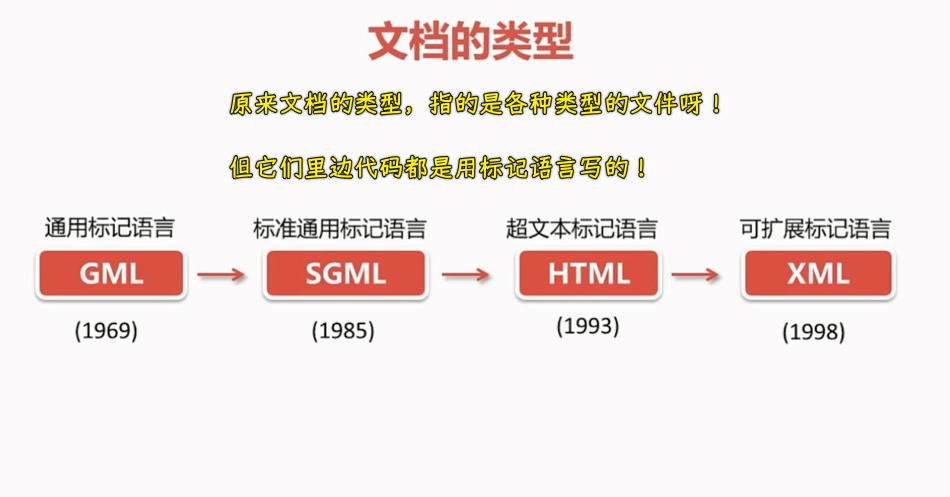 文档的类型
原来文档的类型，指的是各种类型的文件呀！
但它们里边代码都是用标记语言写的！
通用标记语言 标准通用标记语言 超文本标记语言 可扩展标记语言
GML SGML HTML XML
(1969) (1985) (1993) (1998)